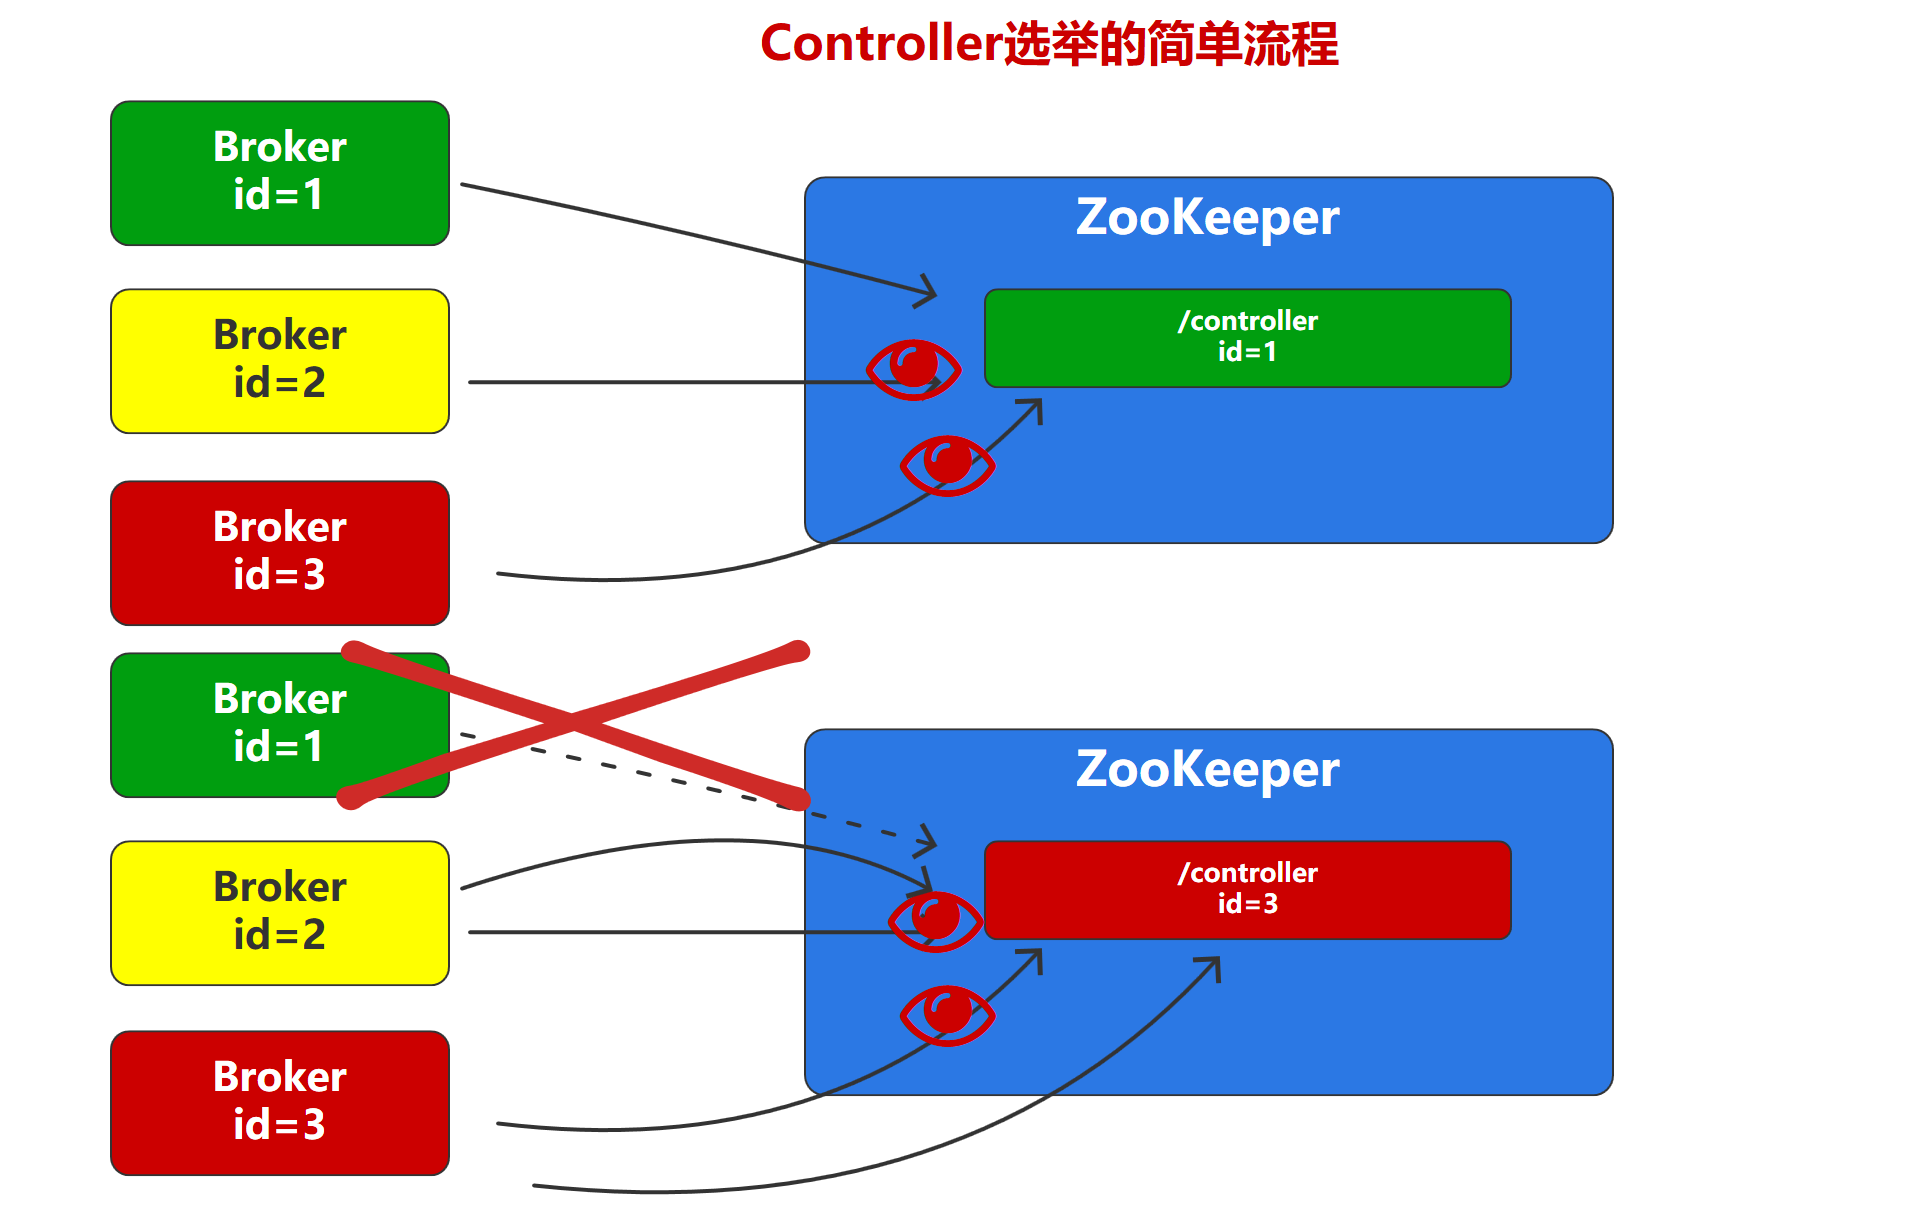 Controller选举的简单流程
Broker
id=1
Broker
id=2
Broker
id=3
ZooKeeper
/controller
id=1
Broker
id=1
Broker
id=2
Broker
id=3
ZooKeeper
/controller
id=3